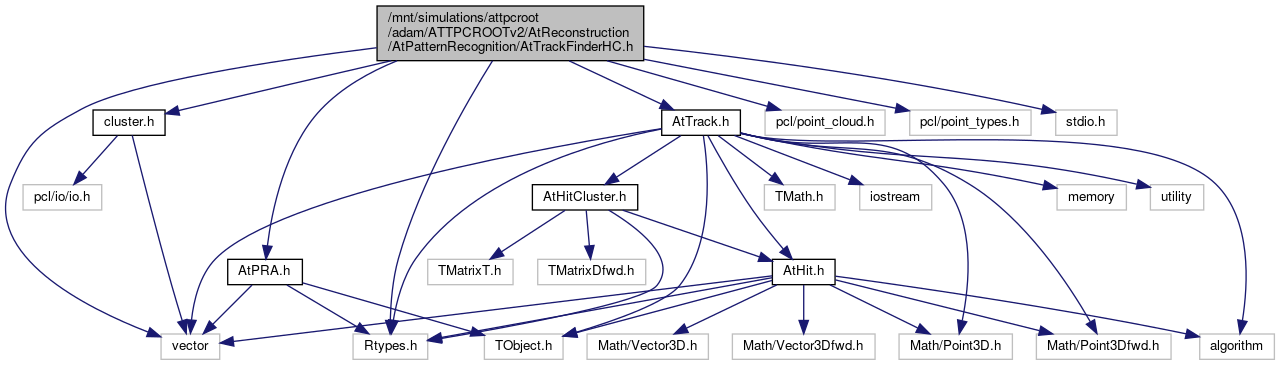 /mnt/simulations/attpcroot
/adam/ATTPCROOTv2/AtReconstruction
/AtPatternRecognition/AtTrackFinderHC.h
cluster.h
AtTrack.h
pcl/point_cloud.h
pcl/point_types.h
stdio.h
pcl/io/io.h
AtHitCluster.h
TMath.h
iostream
memory
utility
AtPRA.h
TMatrixT.h
TMatrixDfwd.h
AtHit.h
vector
Rtypes.h
TObject.h
Math/Vector3D.h
Math/Vector3Dfwd.h
Math/Point3D.h
Math/Point3Dfwd.h
algorithm